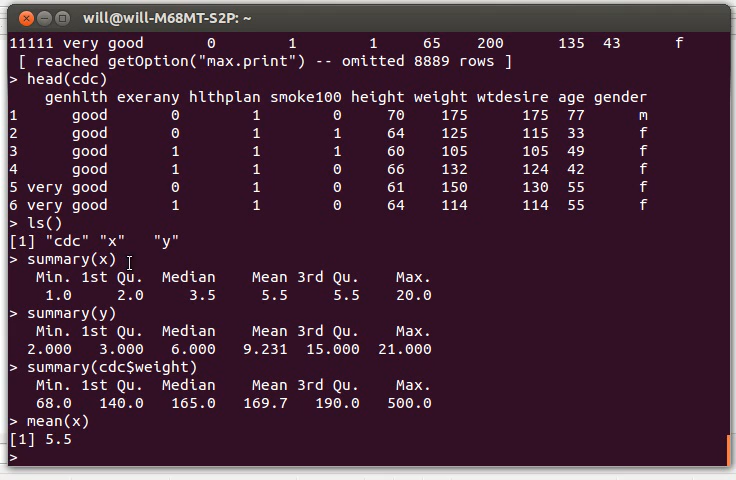 will@will-M68MT-S2P: ~
11111 very good 0 1 1 65 200 135 43 f
[ reached getOption("max.print") -- omitted 8889 rows ]
> head(cdc)
genhlth exerany hlthplan smoke100 height weight wtdesire age gender
1 good 0 1 0 70 175 175 77 m
2 good 0 1 1 64 125 115 33 f
3 good 1 1 1 60 105 105 49 f
4 good 1 1 0 66 132 124 42 f
5 very good 0 1 0 61 150 130 55 f
6 very good 1 1 0 64 114 114 55 f
> ls()
[1] "cdc" "x" "y"
> summary(x)
Min. 1st Qu. Median Mean 3rd Qu. Max.
1.0 2.0 3.5 5.5 5.5 20.0
> summary(y)
Min. 1st Qu. Median Mean 3rd Qu. Max.
2.000 3.000 6.000 9.231 15.000 21.000
> summary(cdc$weight)
Min. 1st Qu. Median Mean 3rd Qu. Max.
68.0 140.0 165.0 169.7 190.0 500.0
> mean(x)
[1] 5.5
>